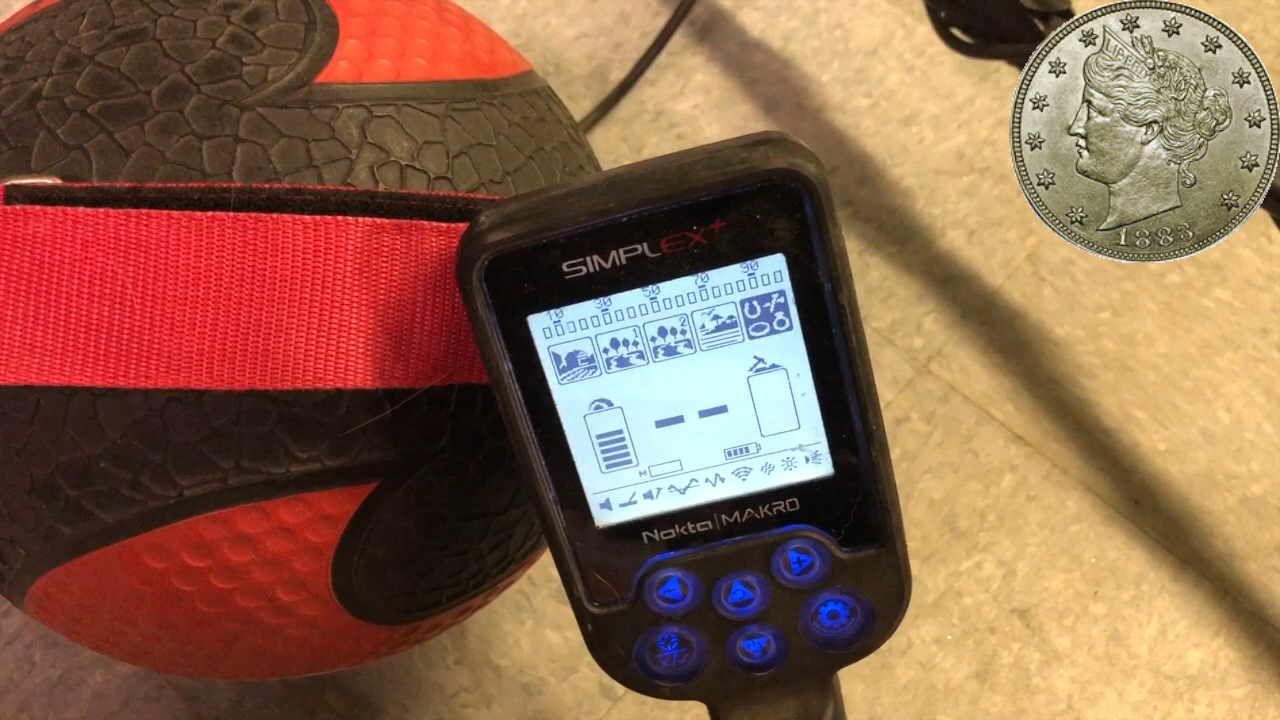 LIBERTY
1883
SIMPLEX+
10 30 50 70 90
1 2
- -
M
Nokta|MAKRO
- +